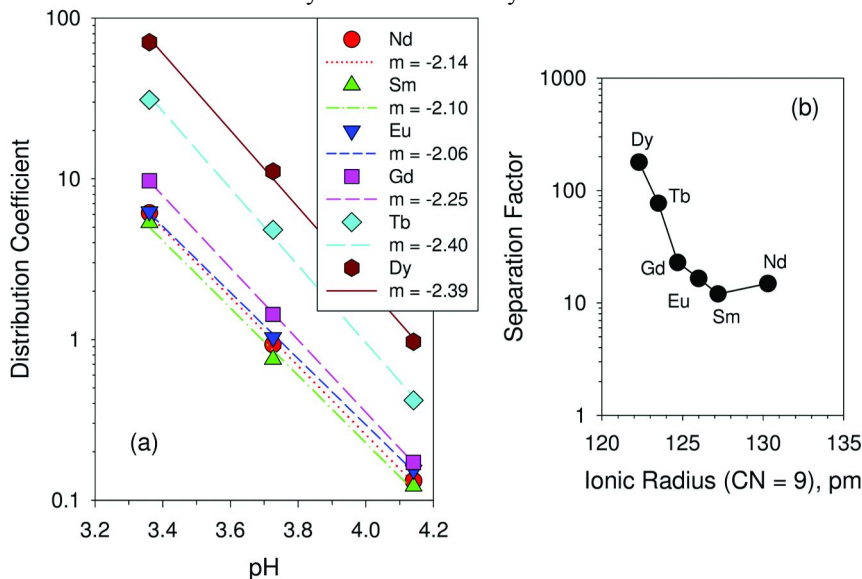 100
10
1
0.1
Distribution Coefficient
3.2
3.4
3.6
3.8
4.0
4.2
pH
(a)
Nd
m = -2.14
Sm
m = -2.10
Eu
m = -2.06
Gd
m = -2.25
Tb
m = -2.40
Dy
m = -2.39
1000
100
10
1
Separation Factor
(b)
Dy
Tb
Gd
Eu
Sm
Nd
120
125
130
135
Ionic Radius (CN = 9), pm